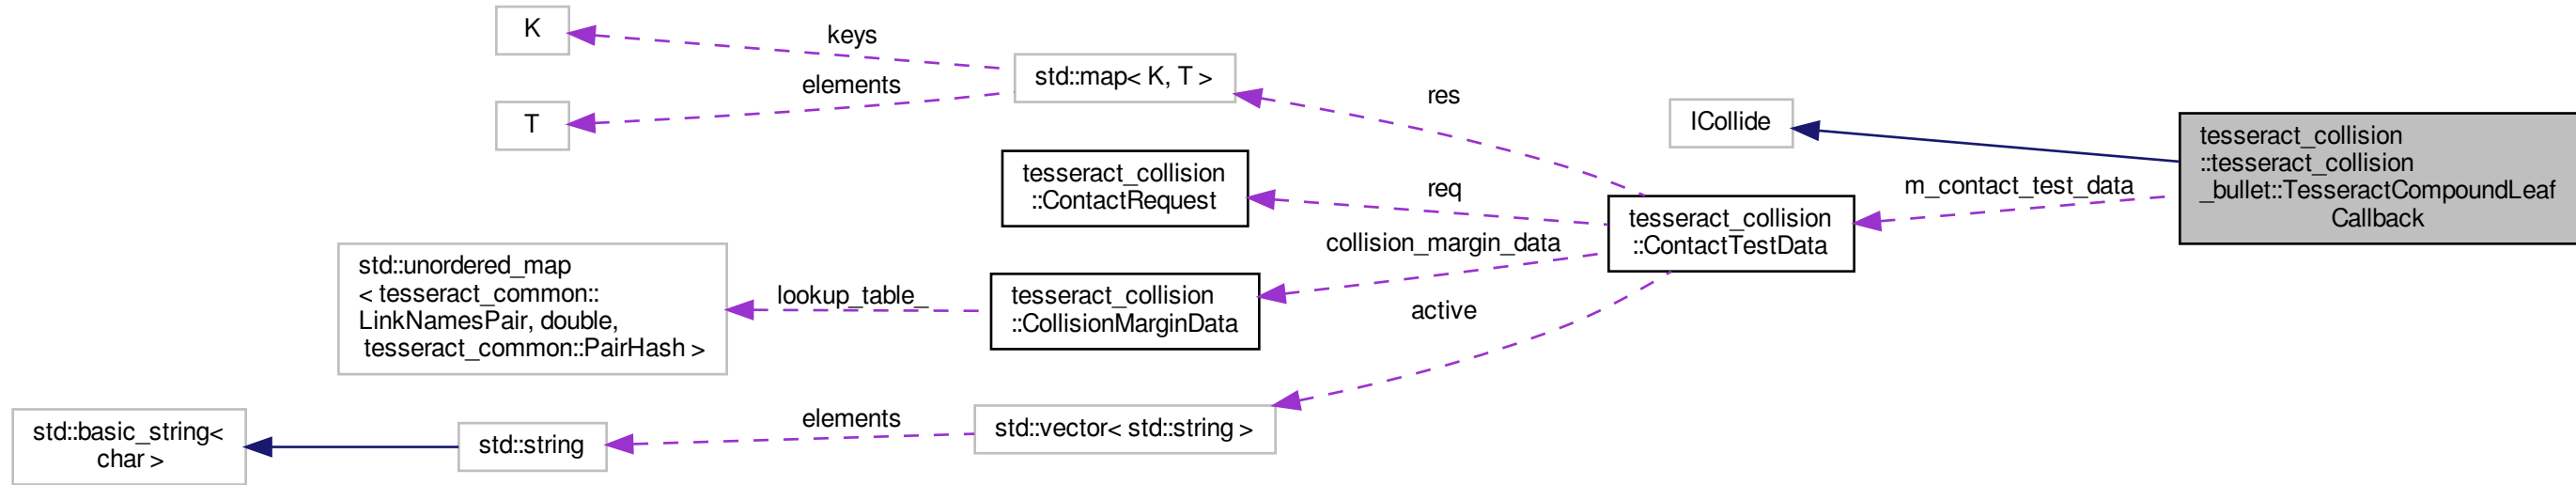 K
keys
std::map< K, T >
elements
T
res
ICollide
tesseract_collision
::tesseract_collision
_bullet::TesseractCompoundLeaf
Callback
m_contact_test_data
tesseract_collision
::ContactRequest
req
tesseract_collision
::ContactTestData
collision_margin_data
std::unordered_map
< tesseract_common::
LinkNamesPair, double,
tesseract_common::PairHash >
lookup_table_
tesseract_collision
::CollisionMarginData
active
std::basic_string<
char >
std::string
elements
std::vector< std::string >